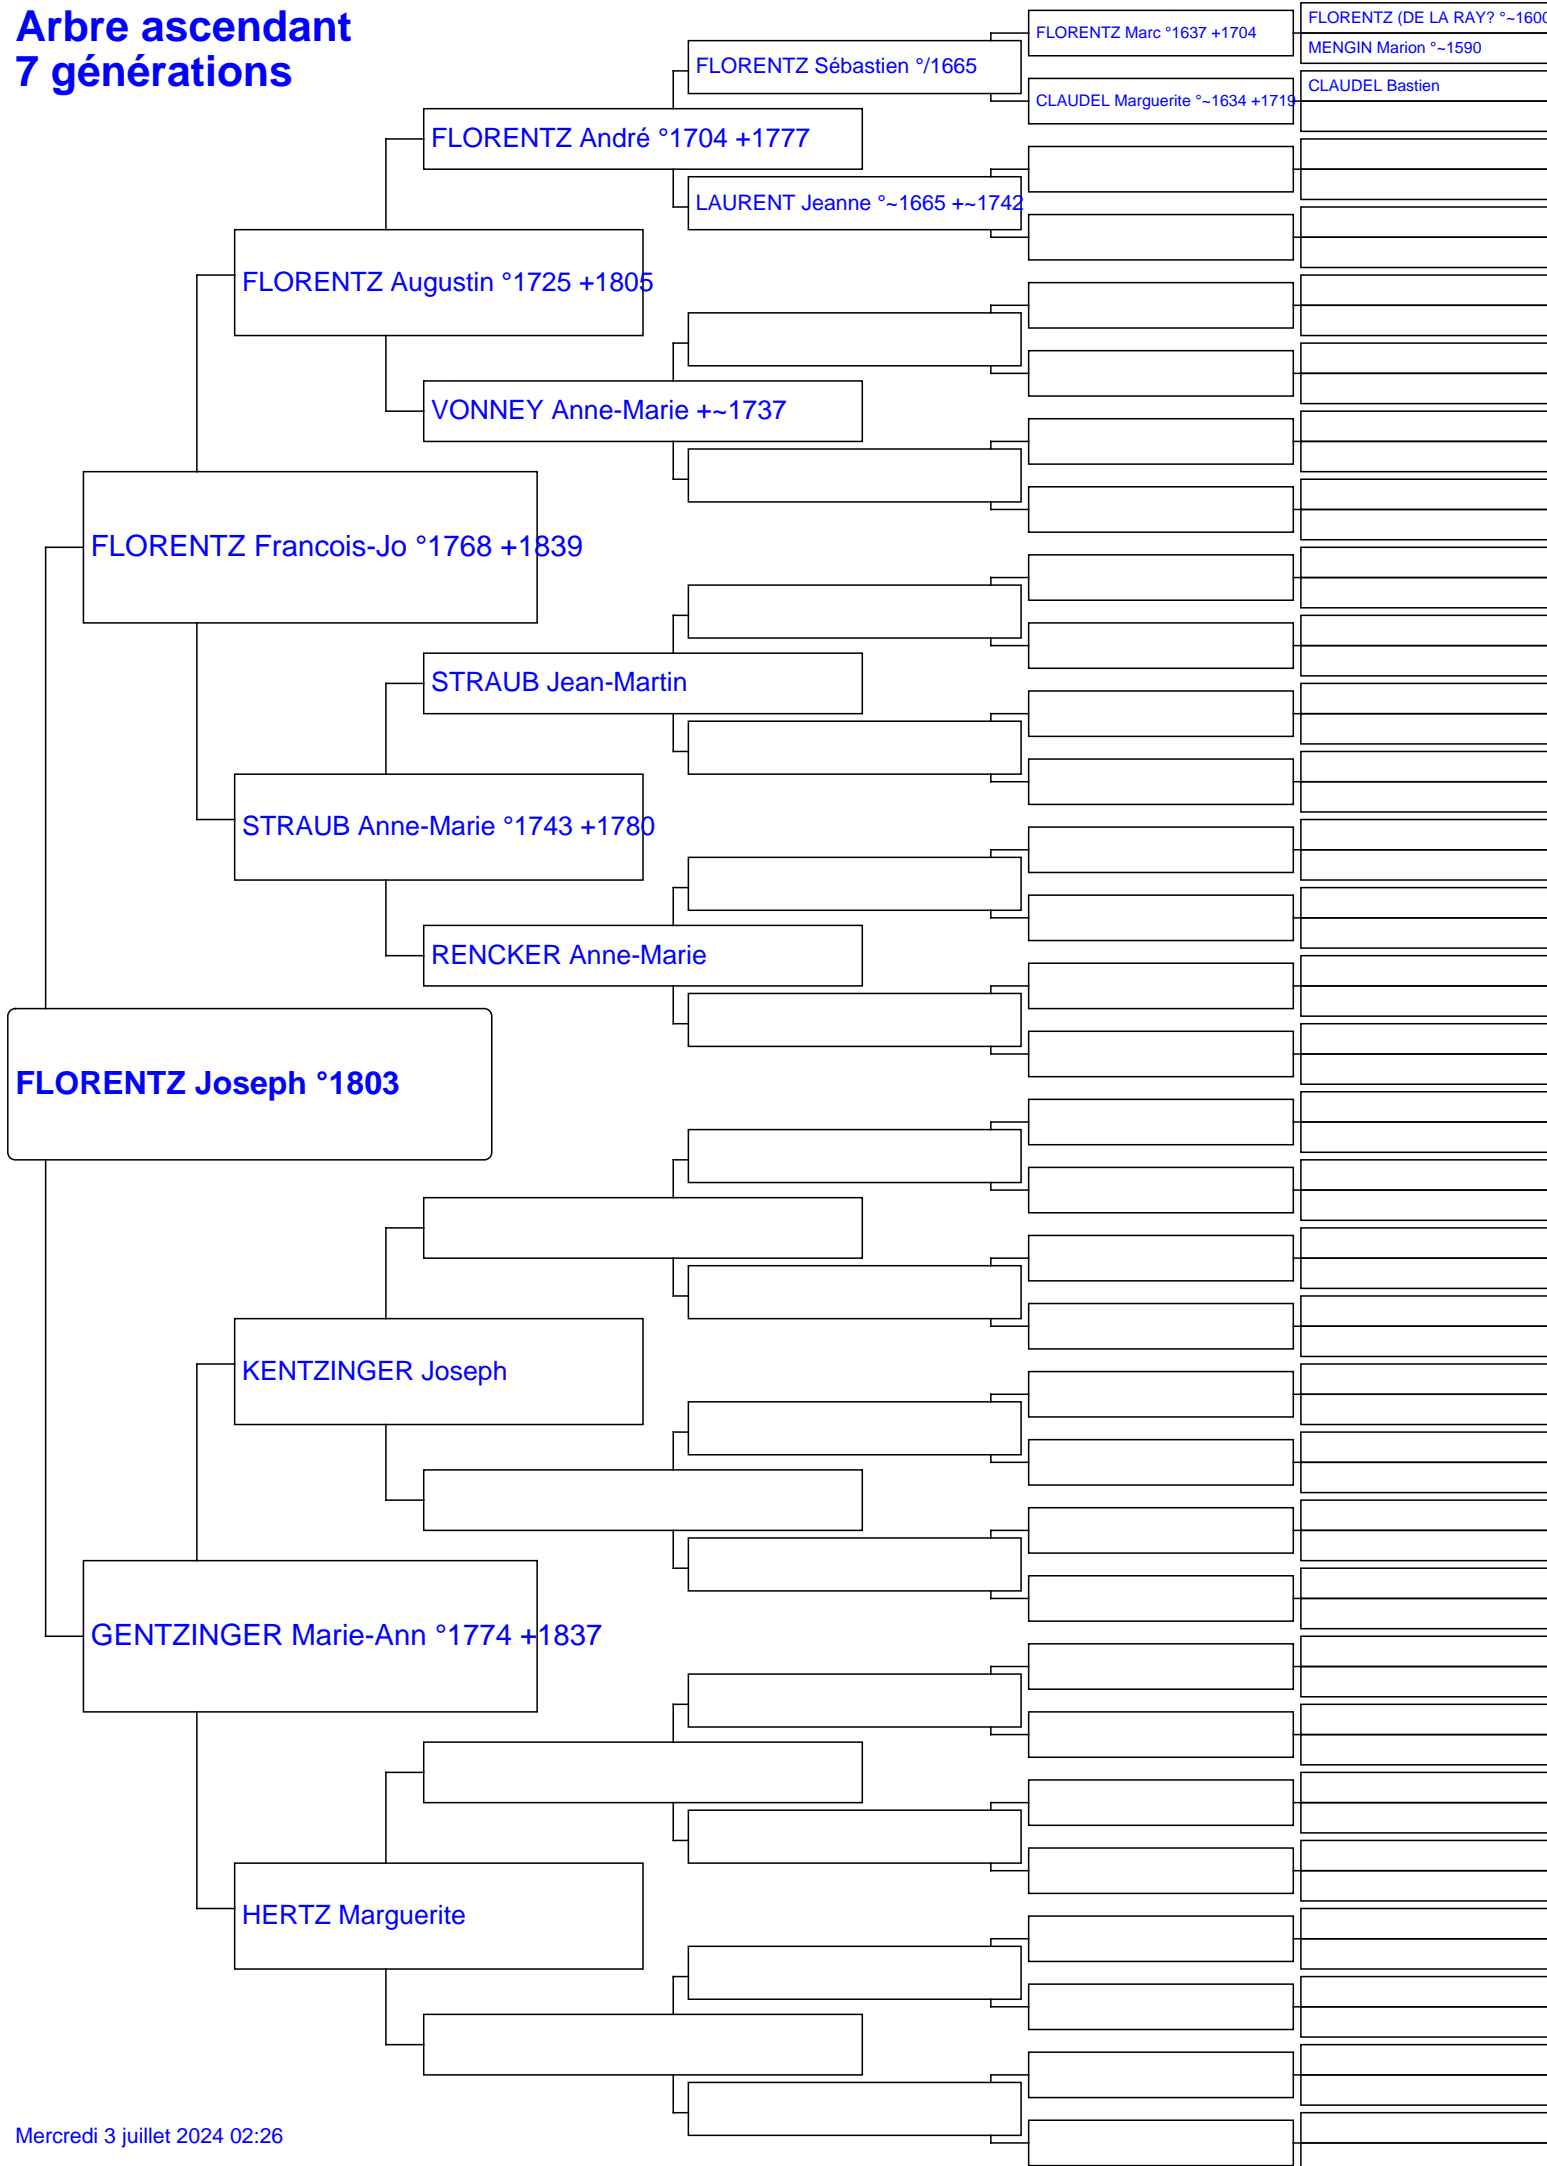 Arbre ascendant
7 générations
FLORENTZ (DE LA RAY? °~1600
FLORENTZ Marc °1637 +1704
MENGIN Marion °~1590
FLORENTZ Sébastien °/1665
CLAUDEL Bastien
CLAUDEL Marguerite °~1634 +1719
FLORENTZ André °1704 +1777
LAURENT Jeanne °~1665 +~1742
FLORENTZ Augustin °1725 +1805
VONNEY Anne-Marie +~1737
FLORENTZ Francois-Jo °1768 +1839
STRAUB Jean-Martin
STRAUB Anne-Marie °1743 +1780
RENCKER Anne-Marie
FLORENTZ Joseph °1803
KENTZINGER Joseph
GENTZINGER Marie-Ann °1774 +1837
HERTZ Marguerite
Mercredi 3 juillet 2024 02:26